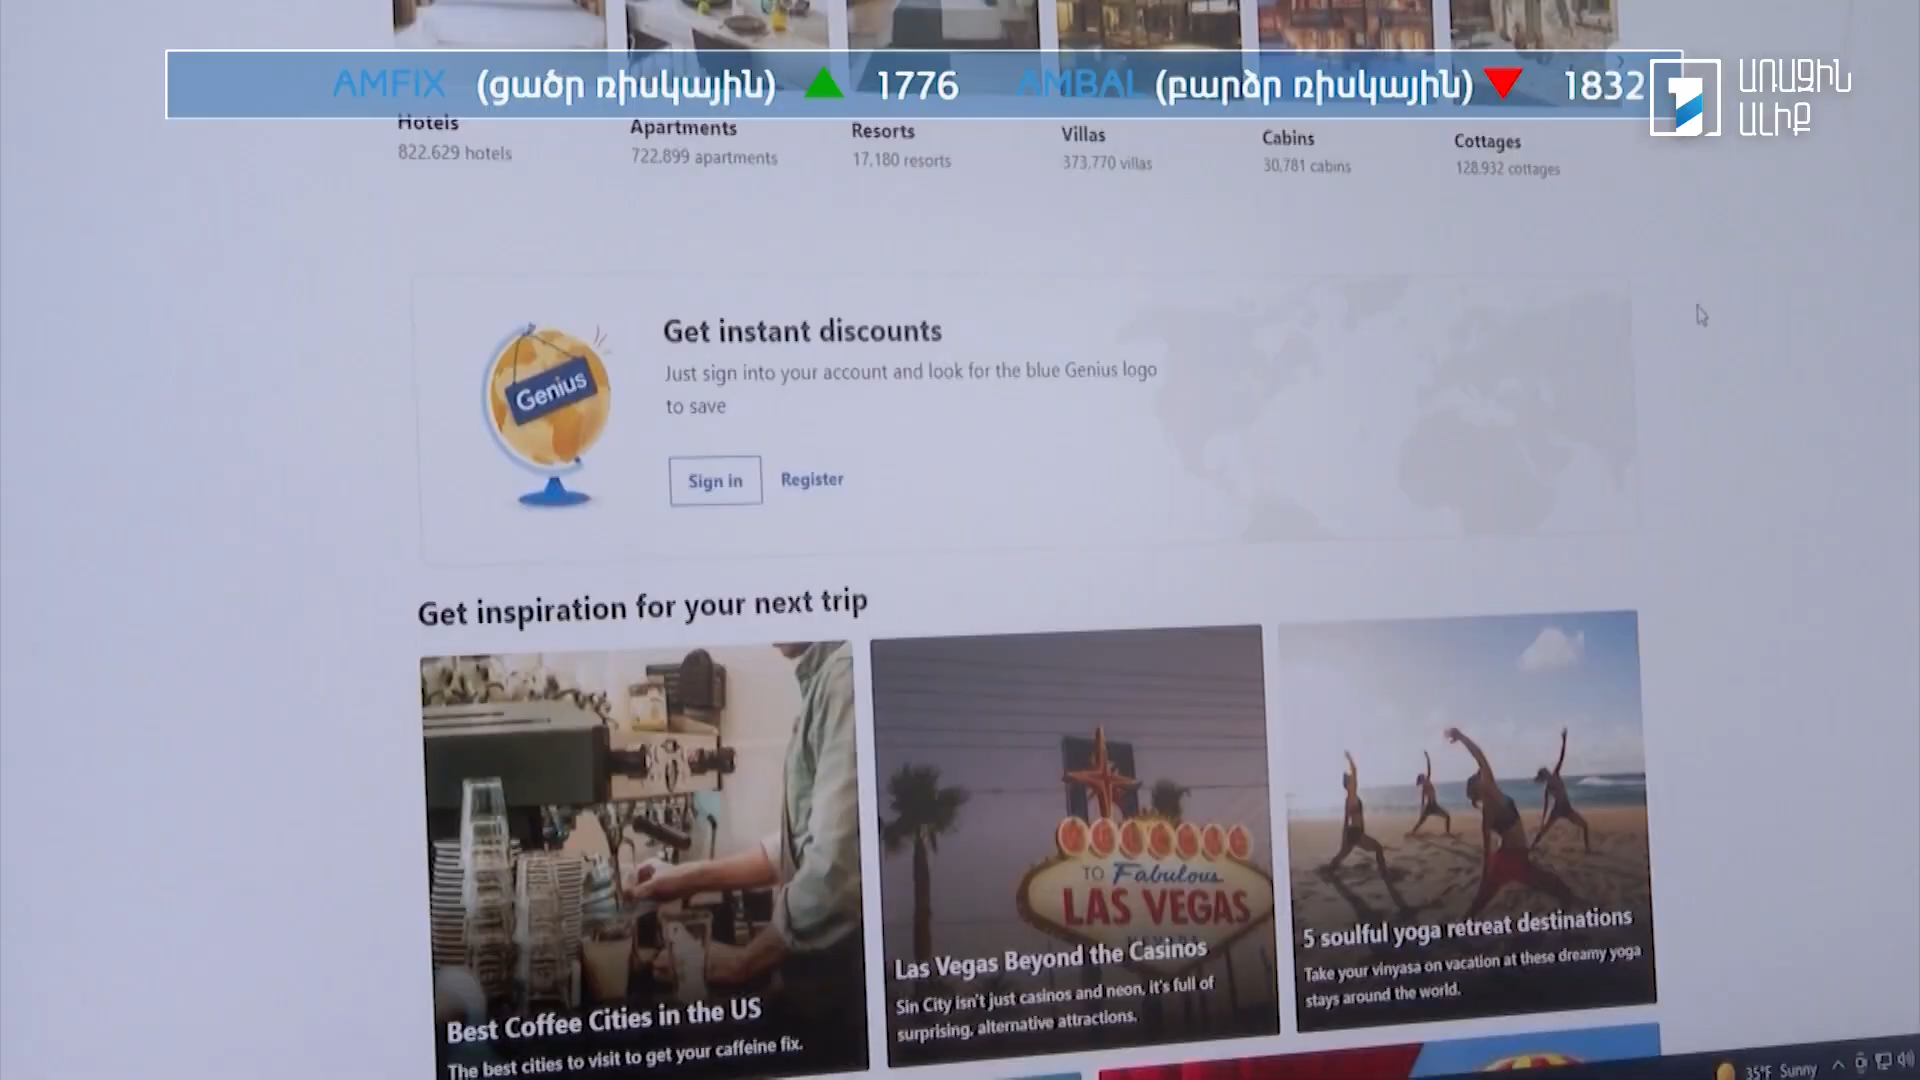 AMFIX (ցածր ռիսկային) 1776 AMBAL (բարձր ռիսկային) 1832
ԱՌԱՋԻՆ
ԱԼԻՔ
Hotels
822,629 hotels
Apartments
722,899 apartments
Resorts
17,180 resorts
Villas
373,770 villas
Cabins
30,781 cabins
Cottages
128,932 cottages
Genius
Get instant discounts
Just sign into your account and look for the blue Genius logo
to save
Sign in
Register
Get inspiration for your next trip
TO Fabulous
LAS VEGAS
Best Coffee Cities in the US
The best cities to visit to get your caffeine fix.
Las Vegas Beyond the Casinos
Sin City isn't just casinos and neon, it's full of
surprising, alternative attractions.
5 soulful yoga retreat destinations
Take your vinyasa on vacation at these dreamy yoga
stays around the world.
35°F Sunny